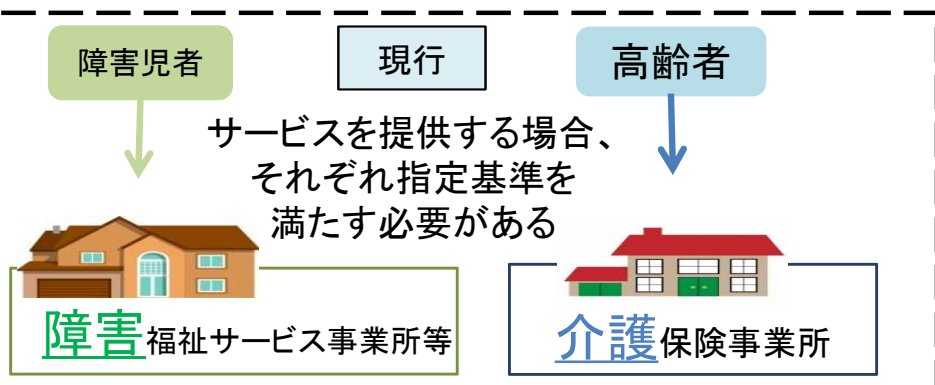 障害児者
現行
高齢者
サービスを提供する場合、
それぞれ指定基準を
満たす必要がある
障害福祉サービス事業所等
介護保険事業所